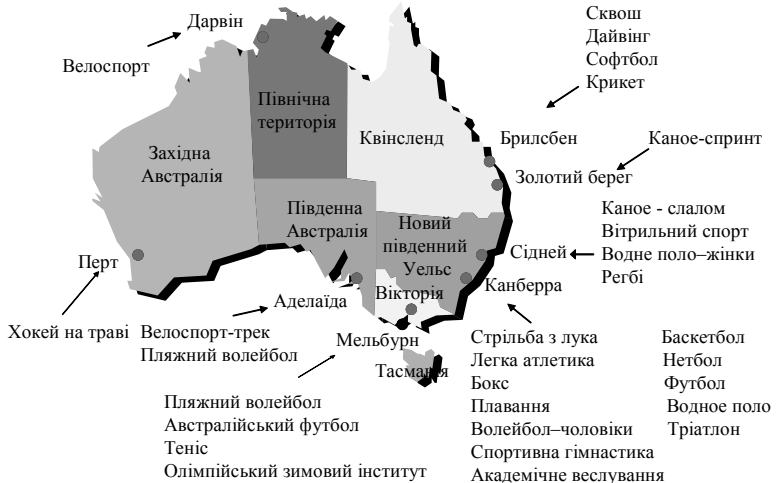 Дарвін
Велоспорт
Північна
територія
Західна
Австралія
Квінсленд
Сквош
Дайвінг
Софтбол
Крикет
Брилсбен
Каное-спринт
Золотий берег
Південна
Австралія
Новий
південний
Уельс
Каное - слалом
Вітрильний спорт
Водне поло–жінки
Регбі
Сідней
Канберра
Перт
Хокей на траві
Аделаїда
Велоспорт-трек
Пляжний волейбол
Вікторія
Мельбурн
Тасманія
Пляжний волейбол
Австралійський футбол
Теніс
Олімпійський зимовий інститут
Стрільба з лука
Легка атлетика
Бокс
Плавання
Волейбол–чоловіки
Спортивна гімнастика
Академічне веслування
Баскетбол
Нетбол
Футбол
Водное поло
Тріатлон